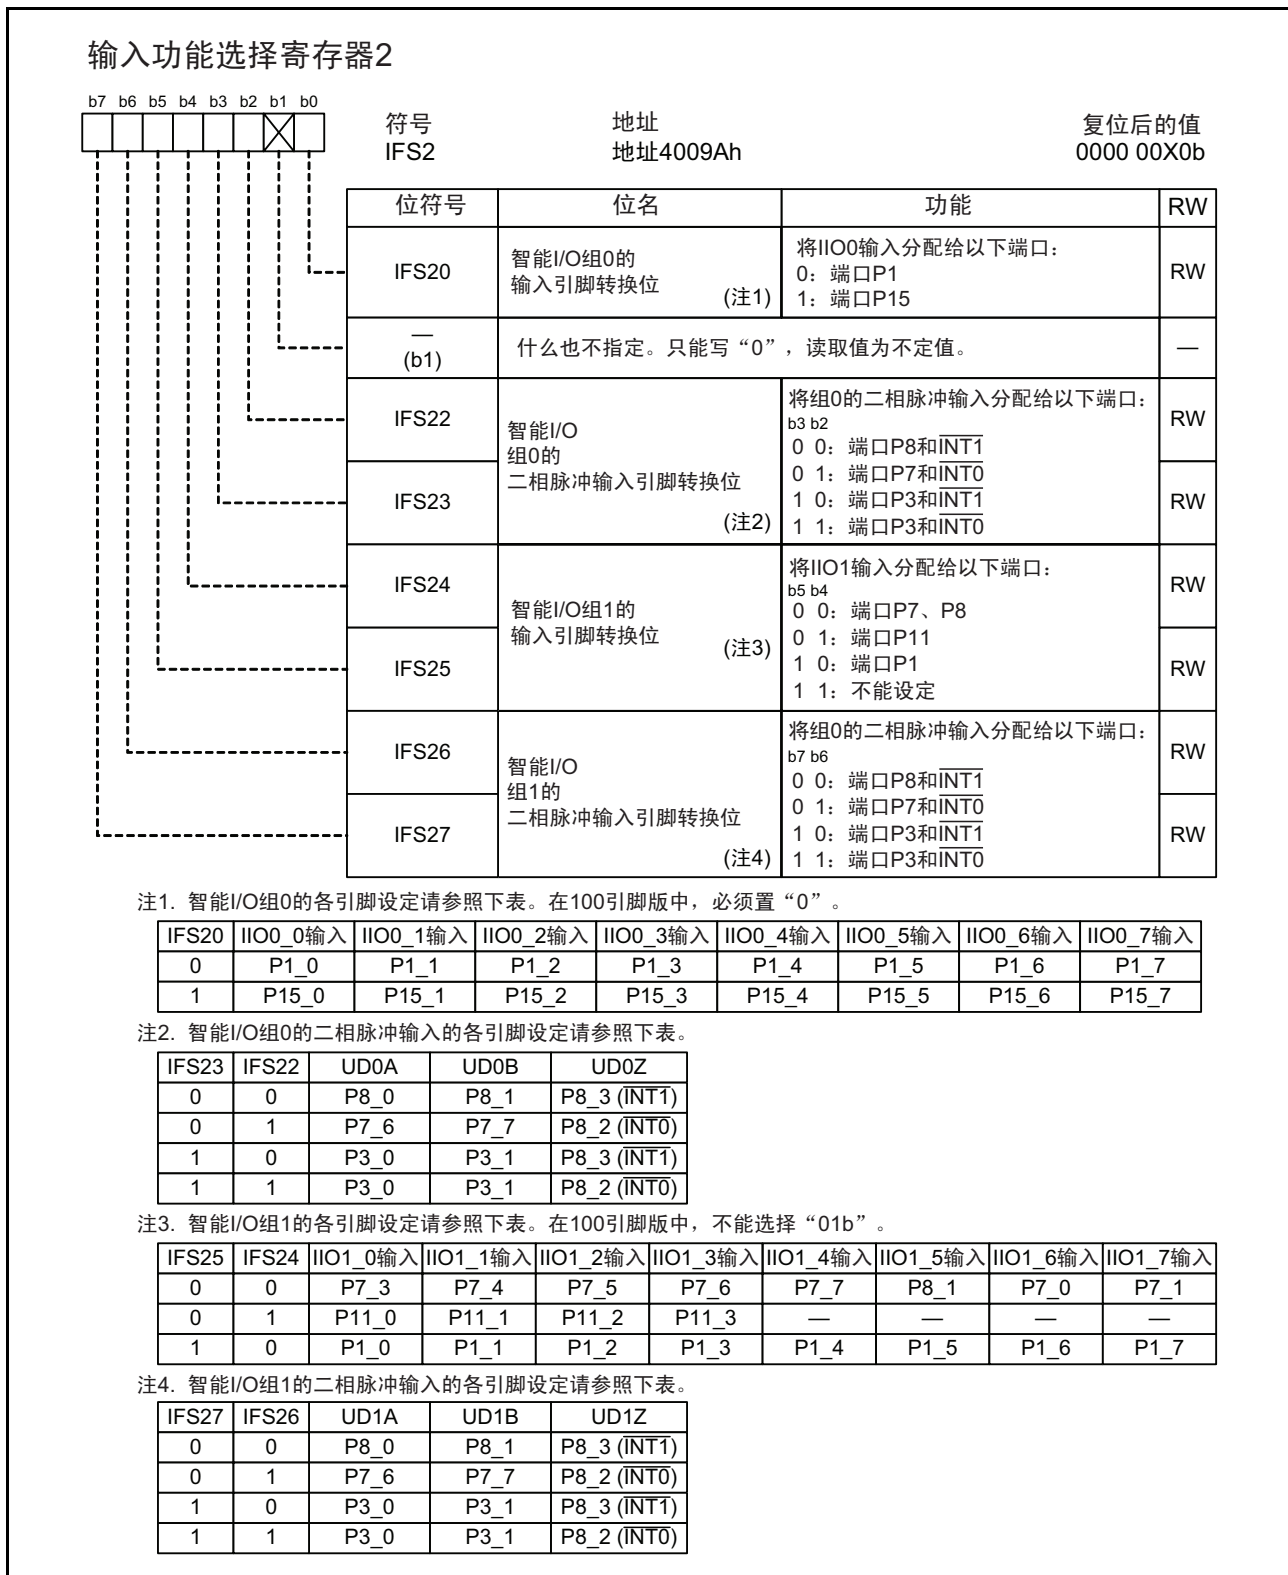 输入功能选择寄存器2
b7 b6 b5 b4 b3 b2 b1 b0
符号 地址 复位后的值
IFS2 地址4009Ah 0000 00X0b
位符号 位名 功能 RW
IFS20 智能I/O组0的
输入引脚转换位 (注1)
将IIO0输入分配给以下端口：
0：端口P1
1：端口P15
RW
—
(b1)
什么也不指定。只能写“0”，读取值为不定值。 —
IFS22
IFS23
智能I/O
组0的
二相脉冲输入引脚转换位
(注2)
将组0的二相脉冲输入分配给以下端口：
b3 b2
0 0：端口P8和INT1
0 1：端口P7和INT0
1 0：端口P3和INT1
1 1：端口P3和INT0
RW
RW
IFS24
IFS25
智能I/O组1的
输入引脚转换位 (注3)
将IIO1输入分配给以下端口：
b5 b4
0 0：端口P7、P8
0 1：端口P11
1 0：端口P1
1 1：不能设定
RW
RW
IFS26
IFS27
智能I/O
组1的
二相脉冲输入引脚转换位
(注4)
将组0的二相脉冲输入分配给以下端口：
b7 b6
0 0：端口P8和INT1
0 1：端口P7和INT0
1 0：端口P3和INT1
1 1：端口P3和INT0
RW
RW
注1. 智能I/O组0的各引脚设定请参照下表。在100引脚版中，必须置“0”。
IFS20 IIO0_0输入 IIO0_1输入 IIO0_2输入 IIO0_3输入 IIO0_4输入 IIO0_5输入 IIO0_6输入 IIO0_7输入
0 P1_0 P1_1 P1_2 P1_3 P1_4 P1_5 P1_6 P1_7
1 P15_0 P15_1 P15_2 P15_3 P15_4 P15_5 P15_6 P15_7
注2. 智能I/O组0的二相脉冲输入的各引脚设定请参照下表。
IFS23 IFS22 UD0A UD0B UD0Z
0 0 P8_0 P8_1 P8_3 (INT1)
0 1 P7_6 P7_7 P8_2 (INT0)
1 0 P3_0 P3_1 P8_3 (INT1)
1 1 P3_0 P3_1 P8_2 (INT0)
注3. 智能I/O组1的各引脚设定请参照下表。在100引脚版中，不能选择“01b”。
IFS25 IFS24 IIO1_0输入 IIO1_1输入 IIO1_2输入 IIO1_3输入 IIO1_4输入 IIO1_5输入 IIO1_6输入 IIO1_7输入
0 0 P7_3 P7_4 P7_5 P7_6 P7_7 P8_1 P7_0 P7_1
0 1 P11_0 P11_1 P11_2 P11_3 — — — —
1 0 P1_0 P1_1 P1_2 P1_3 P1_4 P1_5 P1_6 P1_7
注4. 智能I/O组1的二相脉冲输入的各引脚设定请参照下表。
IFS27 IFS26 UD1A UD1B UD1Z
0 0 P8_0 P8_1 P8_3 (INT1)
0 1 P7_6 P7_7 P8_2 (INT0)
1 0 P3_0 P3_1 P8_3 (INT1)
1 1 P3_0 P3_1 P8_2 (INT0)